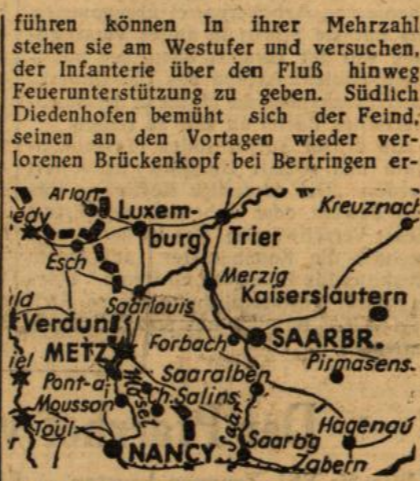 führen können In ihrer Mehrzahl
stehen sie am Westufer und versuchen,
der Infanterie über den Fluß hinweg
Feuerunterstützung zu geben. Südlich
Diedenhofen bemüht sich der Feind,
seinen an den Vortagen wieder ver-
lorenen Brückenkopf bei Bertringen er-
Arlon
Kreuznach
Luxem-
burg
Trier
Esch
Merzig
Saarlouis
Kaiserslautern
Verdun
METZ
Forbach
SAARBR.
Pirmasens.
Pont-a-
Mousson
Mosel
Saaralben
Ch.Salins
Saar
Hagenau
Toul
NANCY
Saarbg
Zabern